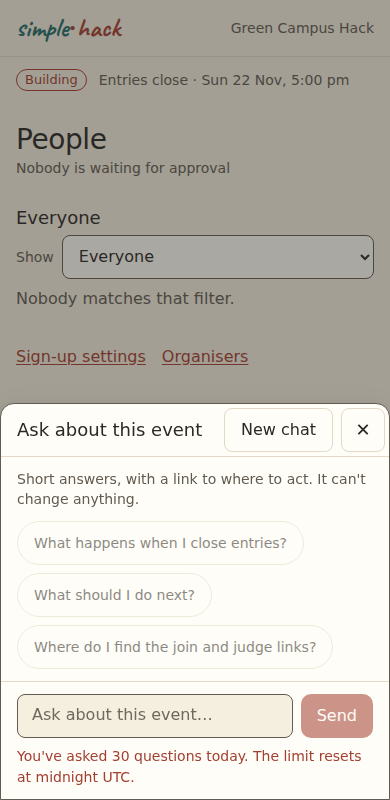 simple·hack
Green Campus Hack
Building
Entries close · Sun 22 Nov, 5:00 pm
People
Nobody is waiting for approval
Everyone
Show
Everyone
Nobody matches that filter.
Sign-up settings
Organisers
Ask about this event
New chat
✕
Short answers, with a link to where to act. It can't
change anything.
What happens when I close entries?
What should I do next?
Where do I find the join and judge links?
Ask about this event...
Send
You've asked 30 questions today. The limit resets
at midnight UTC.